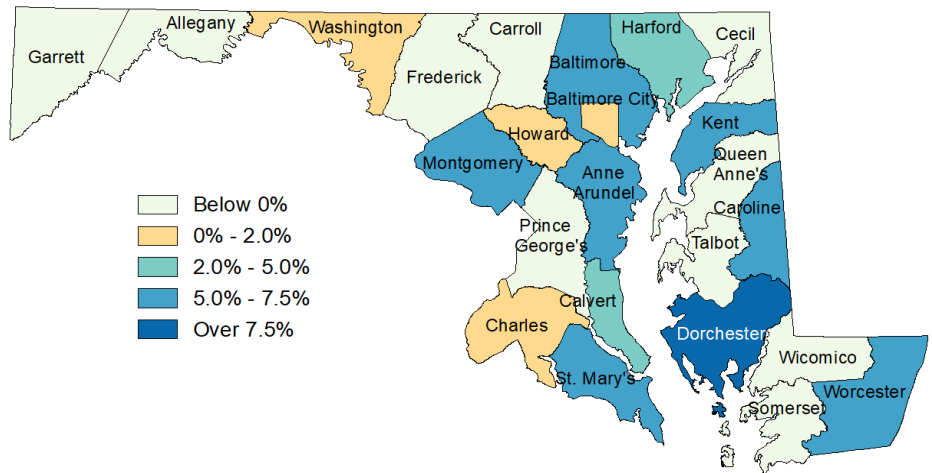 Garrett
Allegany
Washington
Frederick
Carroll
Baltimore
Harford
Cecil
Baltimore City
Howard
Montgomery
Anne
Arundel
Kent
Queen
Anne's
Caroline
Talbot
Prince
George's
Calvert
Charles
St. Mary's
Dorchester
Wicomico
Somerset
Worcester
Below 0%
0% - 2.0%
2.0% - 5.0%
5.0% - 7.5%
Over 7.5%